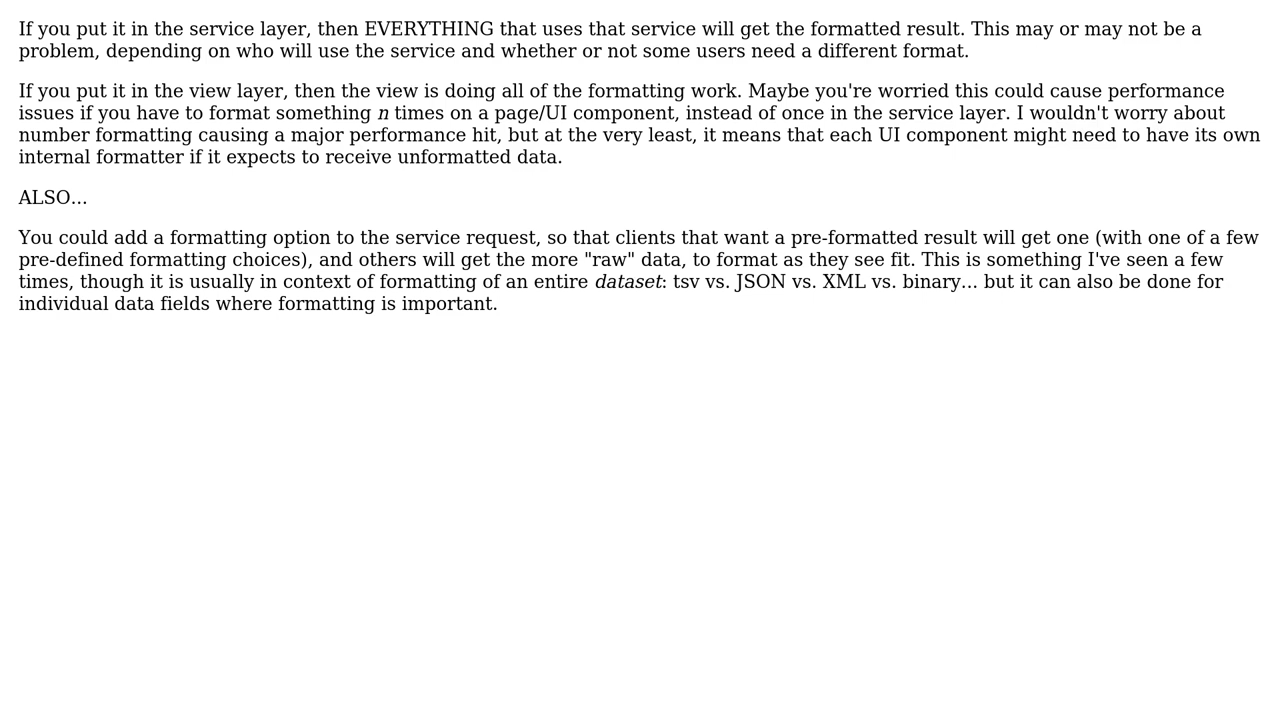 If you put it in the service layer, then EVERYTHING that uses that service will get the formatted result. This may or may not be a
problem, depending on who will use the service and whether or not some users need a different format.
If you put it in the view layer, then the view is doing all of the formatting work. Maybe you're worried this could cause performance
issues if you have to format something n times on a page/UI component, instead of once in the service layer. I wouldn't worry about
number formatting causing a major performance hit, but at the very least, it means that each UI component might need to have its own
internal formatter if it expects to receive unformatted data.
ALSO...
You could add a formatting option to the service request, so that clients that want a pre-formatted result will get one (with one of a few
pre-defined formatting choices), and others will get the more "raw" data, to format as they see fit. This is something I've seen a few
times, though it is usually in context of formatting of an entire dataset: tsv vs. JSON vs. XML vs. binary... but it can also be done for
individual data fields where formatting is important.